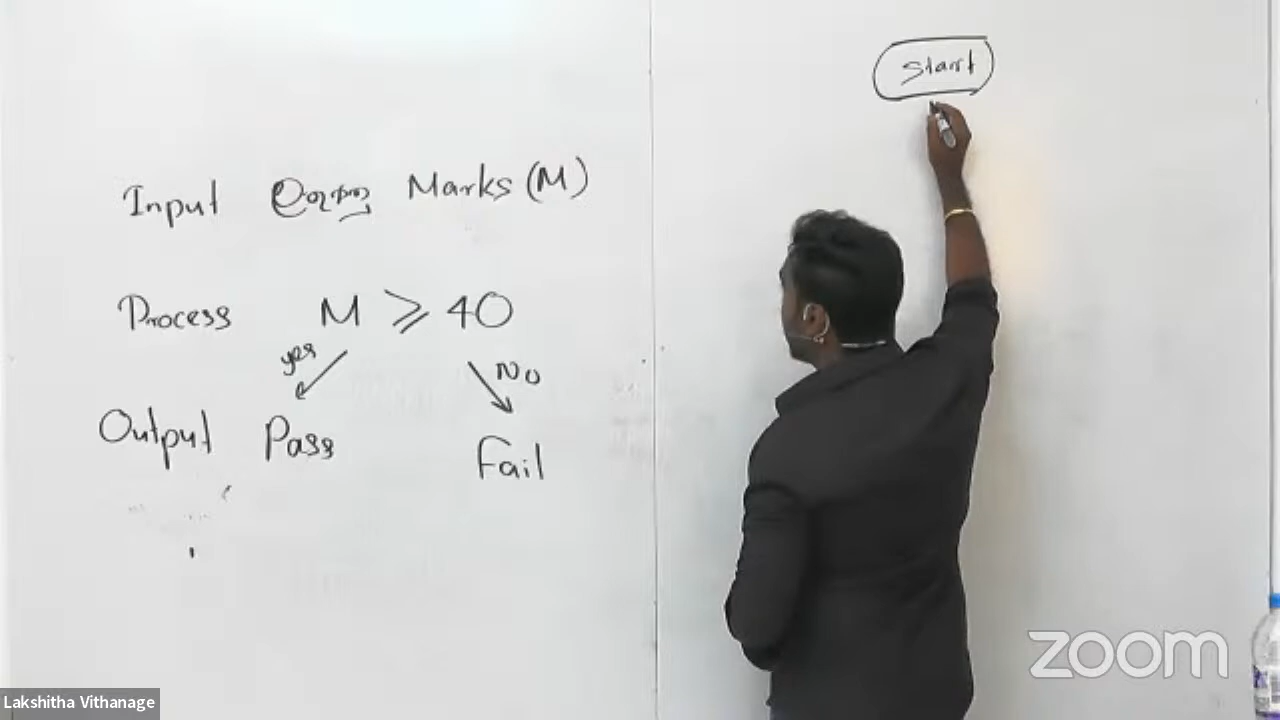 Start
Input Marks (M)
Process M ≥ 40
yes No
Output Pass Fail
zoom
Lakshitha Vithanage